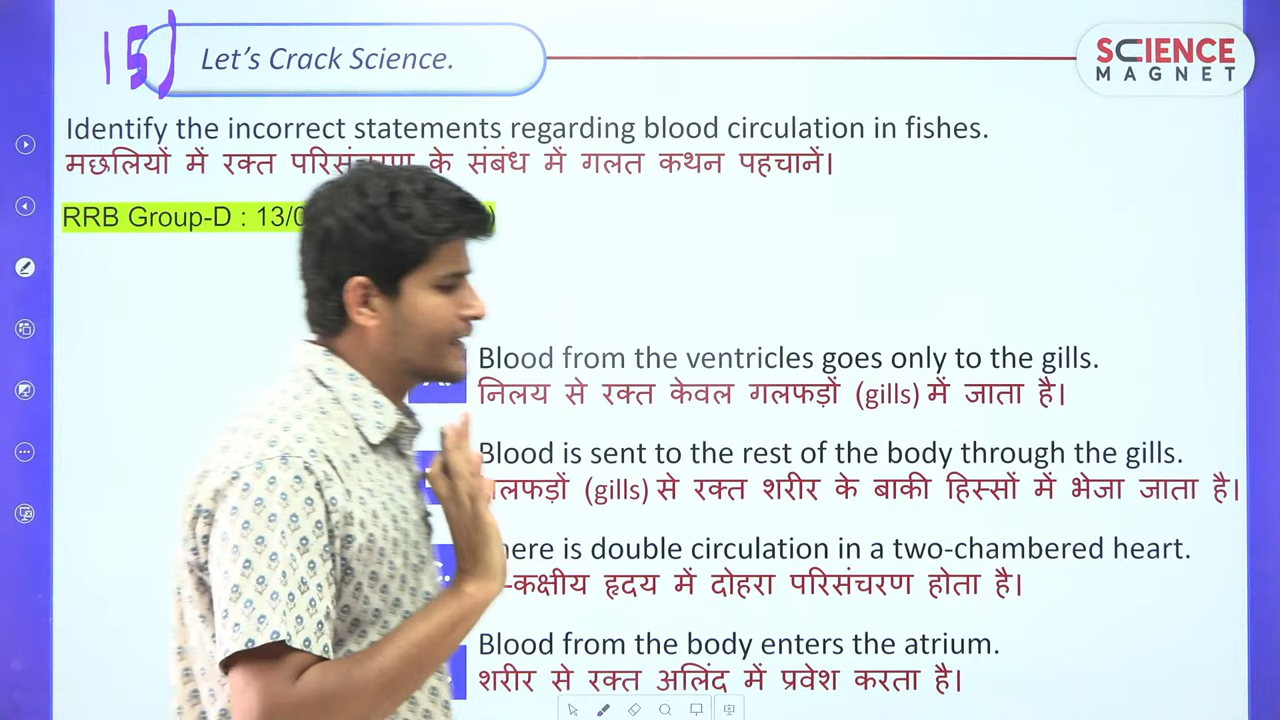 15)
Let's Crack Science.
SCIENCE
MAGNET
Identify the incorrect statements regarding blood circulation in fishes.
मछलियों में रक्त के संबंध में गलत कथन पहचानें।
RRB Group-D : 13/0 )
Blood from the ventricles goes only to the gills.
निलय से रक्त केवल गलफड़ों (gills) में जाता है।
Blood is sent to the rest of the body through the gills.
(gills) से रक्त शरीर के बाकी हिस्सों में भेजा जाता है।
is double circulation in a two-chambered heart.
-कक्षीय हृदय में दोहरा परिसंचरण होता है।
Blood from the body enters the atrium.
शरीर से रक्त अलिंद में प्रवेश करता है।